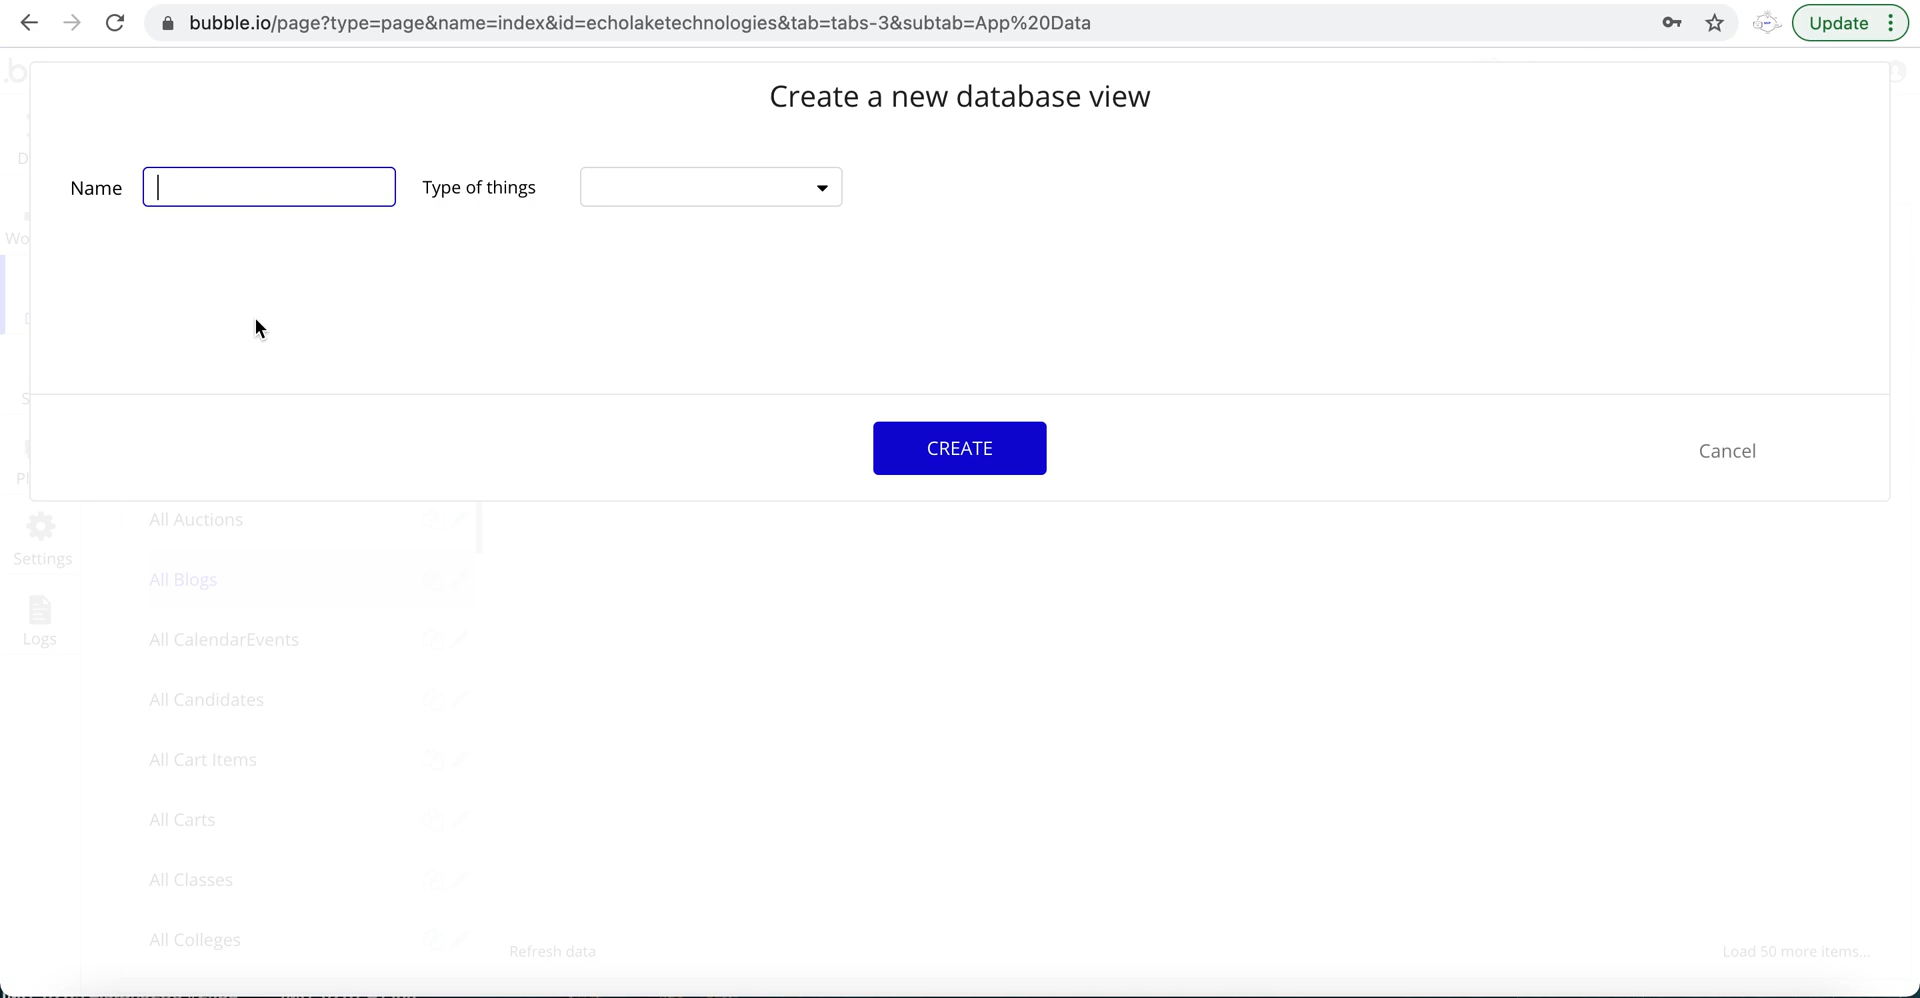 bubble.io/page?type=page&name=index&id=echolaketechnologies&tab=tabs-3&subtab=App%20Data
Update
Create a new database view
Name
Type of things
CREATE
Cancel
All Auctions
Settings
All Blogs
Logs
All CalendarEvents
All Candidates
All Cart Items
All Carts
All Classes
All Colleges
Refresh data
Load 50 more items...